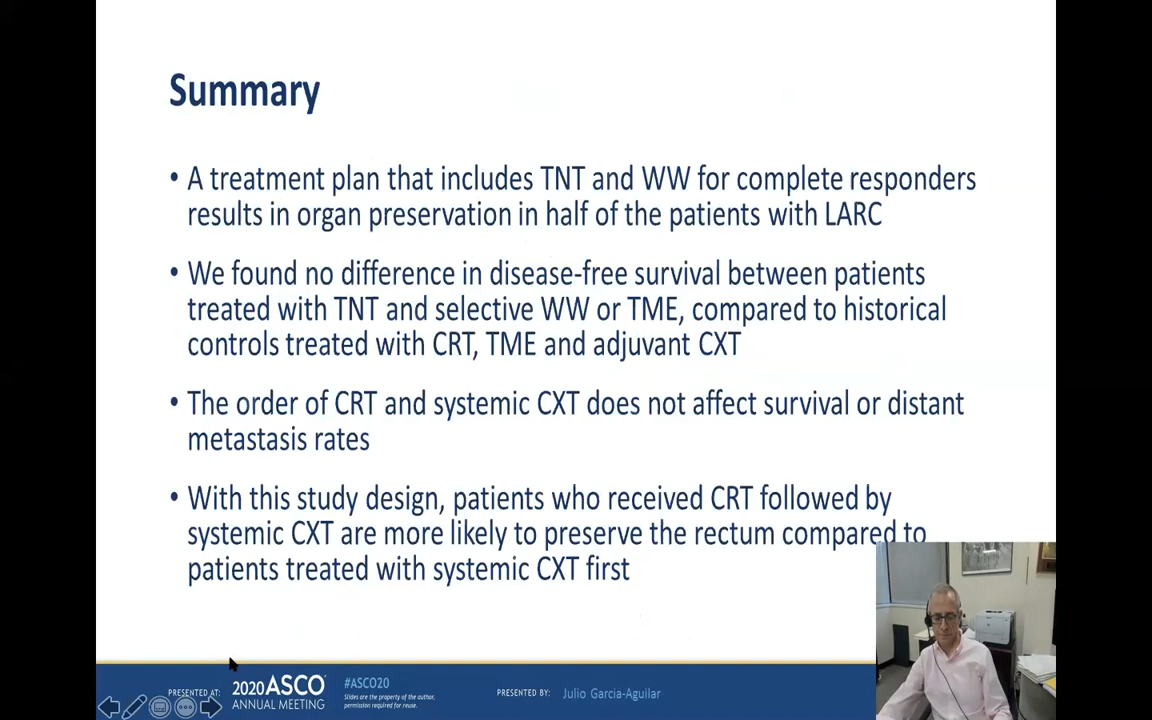 Summary
• A treatment plan that includes TNT and WW for complete responders
results in organ preservation in half of the patients with LARC
• We found no difference in disease-free survival between patients
treated with TNT and selective WW or TME, compared to historical
controls treated with CRT, TME and adjuvant CXT
• The order of CRT and systemic CXT does not affect survival or distant
metastasis rates
• With this study design, patients who received CRT followed by
systemic CXT are more likely to preserve the rectum compared to
patients treated with systemic CXT first
PRESENTED AT:
2020 ASCO
ANNUAL MEETING
#ASCO20
Slides are the property of the author,
permission required for reuse.
PRESENTED BY:
Julio Garcia-Aguilar